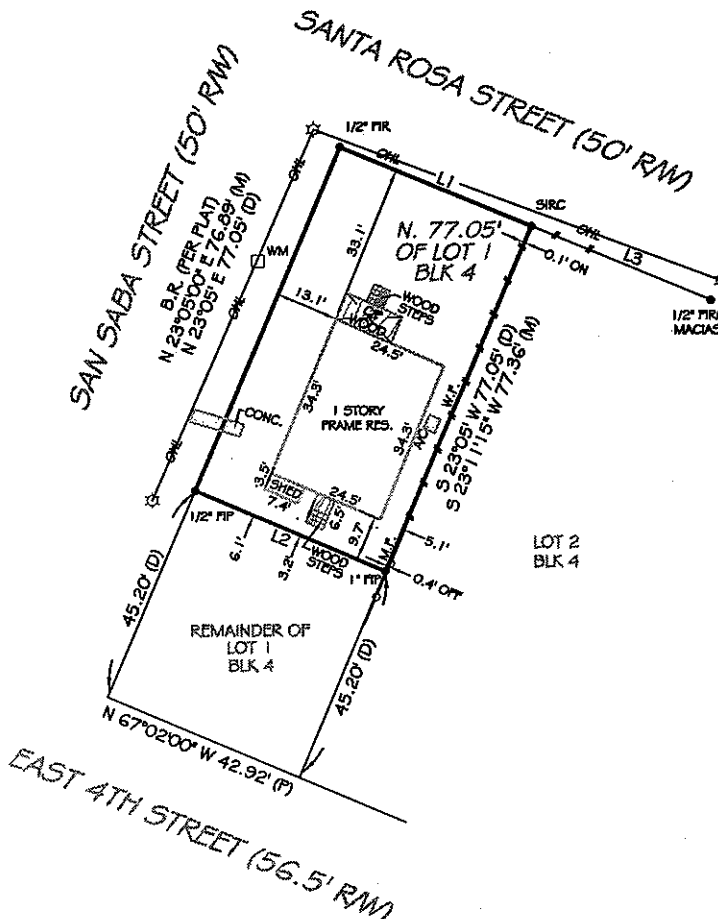 SANTA ROSA STREET (50' R/W)
SAN SABA STREET (50' R/W)
B.R. (PER PLAT)
N 23°05'00" E 76.89' (M)
N 23°05' E 77.05' (D)
1/2" FIR
OHL
L1
SIRC
OHL
L3
0.1' ON
1/2" FIR
MACIAS
OHL
WM
OHL
OHL
N. 77.05'
OF LOT 1
BLK 4
33.1'
13.1'
WOOD
STEPS
WOOD
24.5'
34.3'
1 STORY
FRAME RES.
34.3'
A/C
W.F.
S 23°05' W 77.05' (D)
S 23°11'15" W 77.36' (M)
CONC.
3.5'
SHED
7.4'
24.5'
6.5'
9.7'
1/2" FIP
L2
6.1'
3.2'
WOOD
STEPS
1" FIP
M.F.
5.1'
0.4' OFF
LOT 2
BLK 4
45.20' (D)
REMAINDER OF
LOT 1
BLK 4
45.20' (D)
N 67°02'00" W 42.92' (P)
EAST 4TH STREET (56.5' R/W)